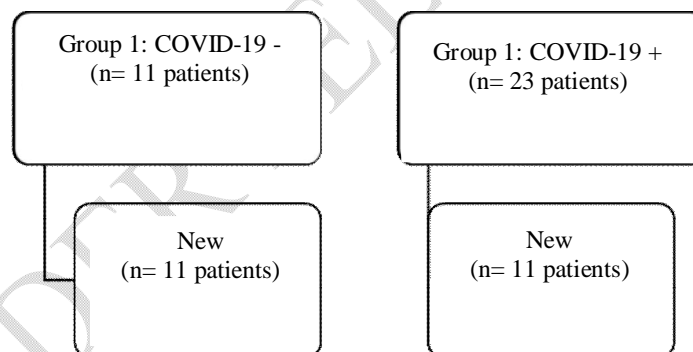 Group 1: COVID-19 -
(n= 11 patients)
Group 1: COVID-19 +
(n= 23 patients)
New
(n= 11 patients)
New
(n= 11 patients)